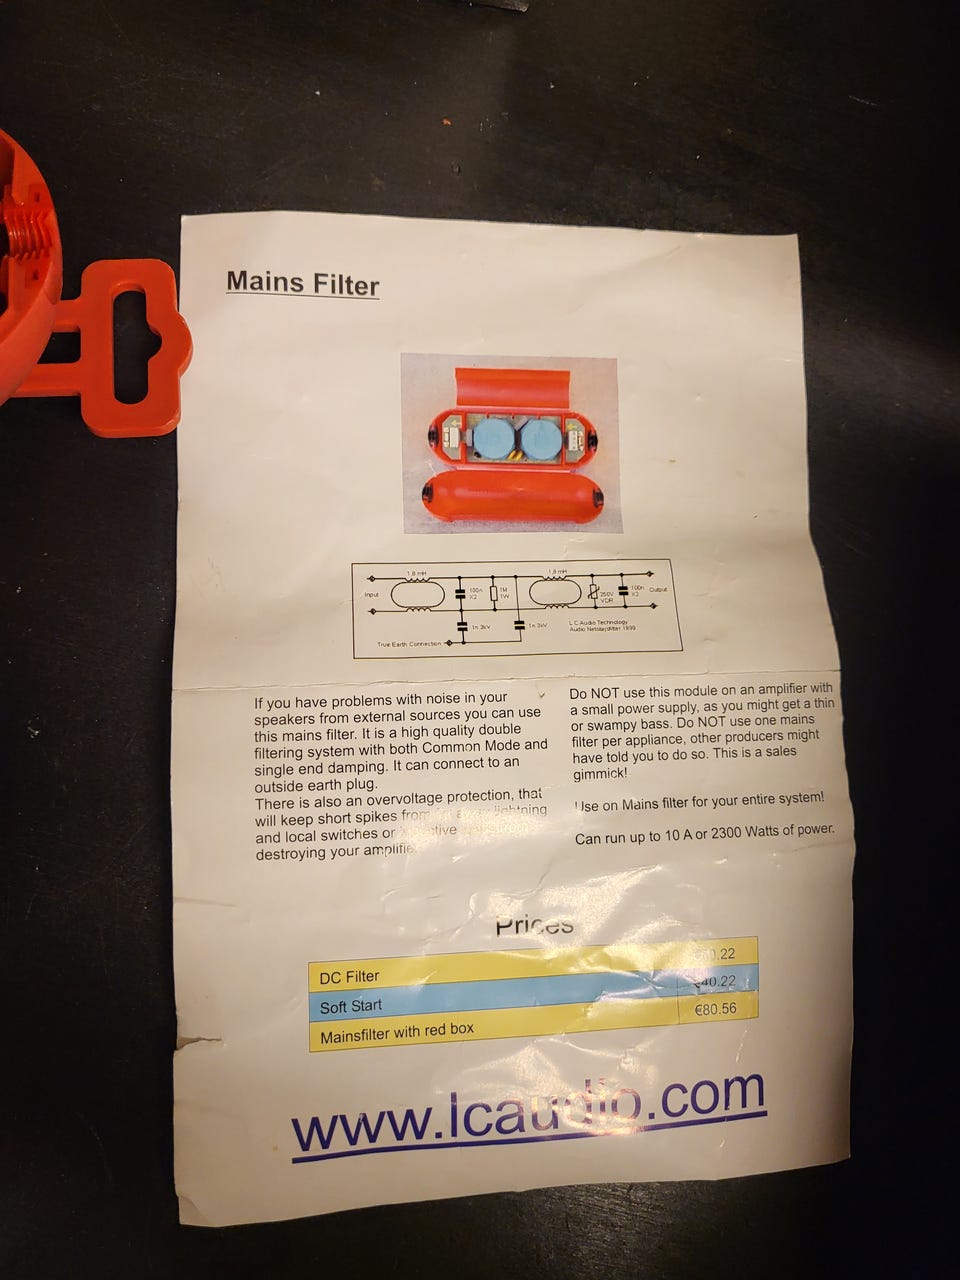 Mains Filter
1,8 mH
1,8 mH
Input
100n
X2
1M
1W
250V
VDR
100n
X2
Output
1n 3kV
1n 3kV
L C Audio Technology
Audio Netstøjsfilter 1999
True Earth Connection
If you have problems with noise in your
speakers from external sources you can use
this mains filter. It is a high quality double
filtering system with both Common Mode and
single end damping. It can connect to an
outside earth plug.
There is also an overvoltage protection, that
will keep short spikes from lightning
and local switches or
destroying your amplifie
Do NOT use this module on an amplifier with
a small power supply, as you might get a thin
or swampy bass. Do NOT use one mains
filter per appliance, other producers might
have told you to do so. This is a sales
gimmick!
Use on Mains filter for your entire system!
Can run up to 10 A or 2300 Watts of power.
Prices
DC Filter
Soft Start €40.22
Mainsfilter with red box €80.56
www.lcaudio.com